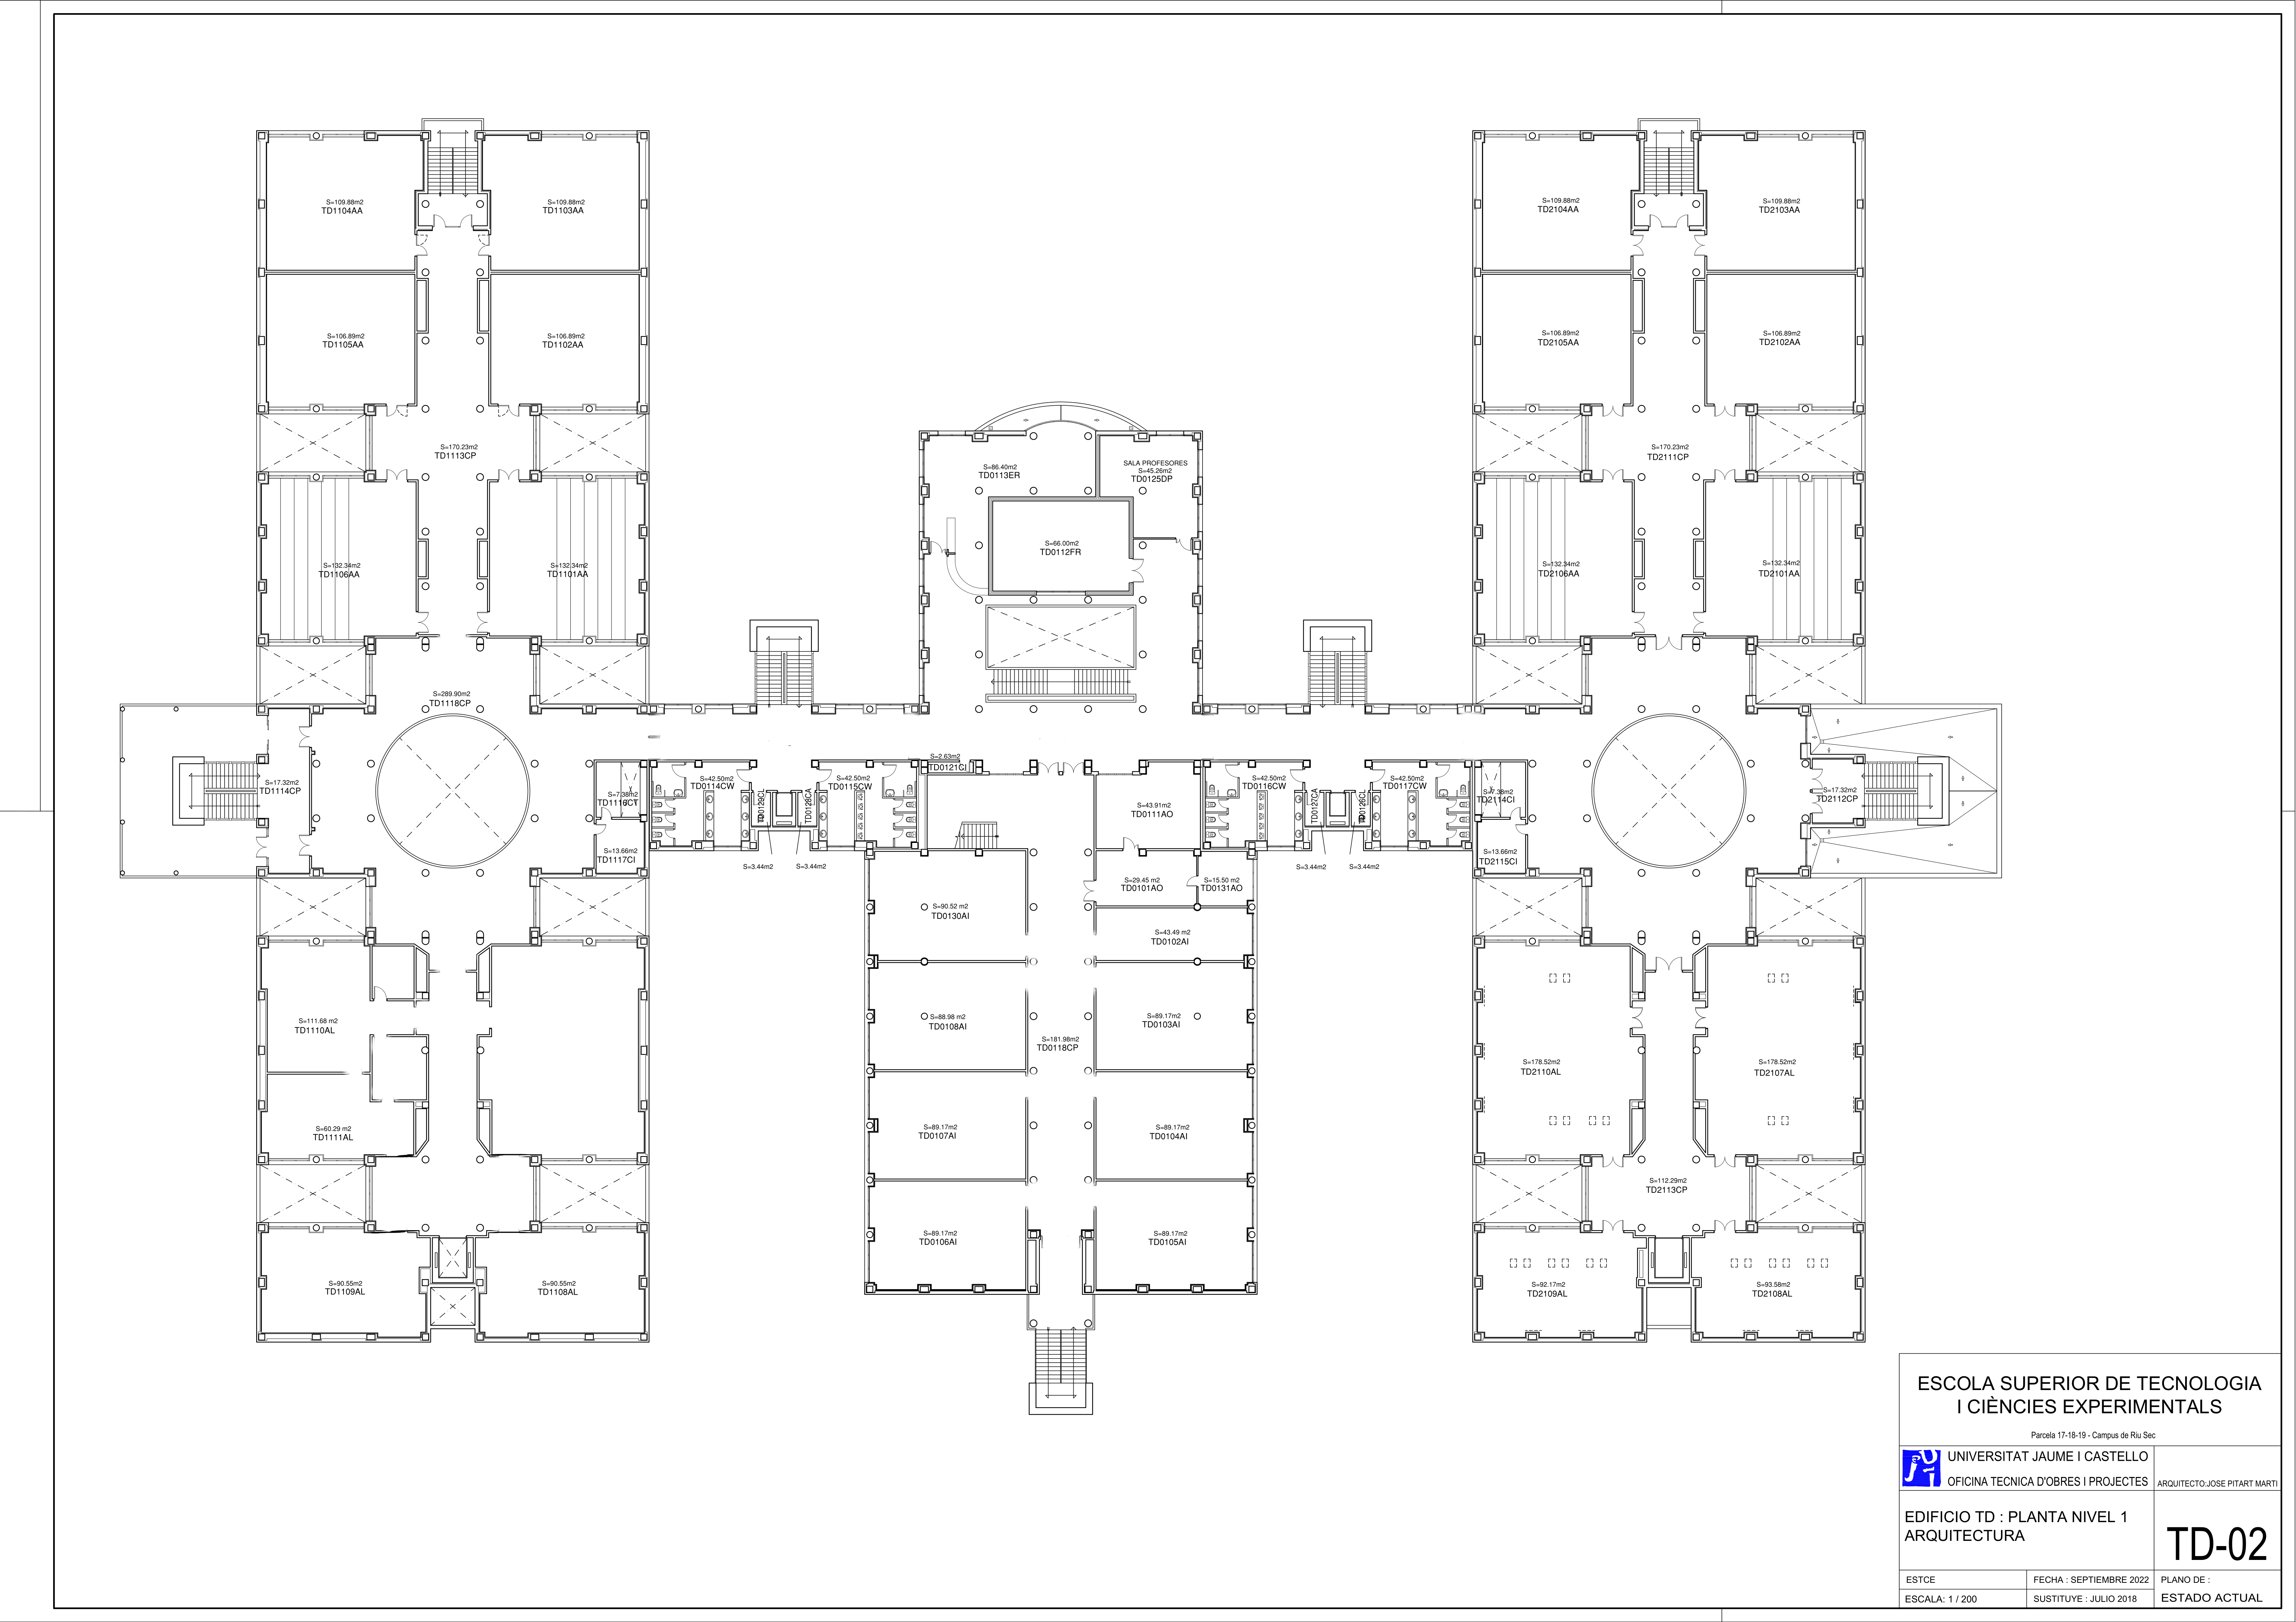 S=109.88m2
TD1104AA
S=109.88m2
TD1103AA
S=109.88m2
TD2104AA
S=109.88m2
TD2103AA
S=106.89m2
TD1105AA
S=106.89m2
TD1102AA
S=106.89m2
TD2105AA
S=106.89m2
TD2102AA
S=170.23m2
TD1113CP
S=86.40m2
TD0113ER
SALA PROFESORES
S=45.26m2
TD0125DP
S=170.23m2
TD2111CP
S=66.00m2
TD0112FR
S=132.34m2
TD1106AA
S=132.34m2
TD1101AA
S=132.34m2
TD2106AA
S=132.34m2
TD2101AA
S=289.90m2
TD1118CP
S=17.32m2
TD1114CP
S=7.38m2
TD1116CT
S=13.66m2
TD1117CI
S=42.50m2
TD0114CW
TD0129CL
TD0128CA
S=42.50m2
TD0115CW
S=3.44m2
S=3.44m2
S=2.63m2
TD0121CI
S=43.91m2
TD0111AO
S=42.50m2
TD0116CW
TD0127CA
TD0126CL
S=42.50m2
TD0117CW
S=3.44m2
S=3.44m2
S=7.38m2
TD2114CI
S=13.66m2
TD2115CI
S=17.32m2
TD2112CP
S=29.45 m2
TD0101AO
S=15.50 m2
TD0131AO
S=90.52 m2
TD0130AI
S=43.49 m2
TD0102AI
S=111.68 m2
TD1110AL
S=88.98 m2
TD0108AI
S=181.98m2
TD0118CP
S=89.17m2
TD0103AI
S=178.52m2
TD2110AL
S=178.52m2
TD2107AL
S=60.29 m2
TD1111AL
S=89.17m2
TD0107AI
S=89.17m2
TD0104AI
S=112.29m2
TD2113CP
S=89.17m2
TD0106AI
S=89.17m2
TD0105AI
S=90.55m2
TD1109AL
S=90.55m2
TD1108AL
S=92.17m2
TD2109AL
S=93.58m2
TD2108AL
ESCOLA SUPERIOR DE TECNOLOGIA
I CIÈNCIES EXPERIMENTALS
Parcela 17-18-19 - Campus de Riu Sec
UNIVERSITAT JAUME I CASTELLO
OFICINA TECNICA D'OBRES I PROJECTES
ARQUITECTO:JOSE PITART MARTI
EDIFICIO TD : PLANTA NIVEL 1
ARQUITECTURA
TD-02
ESTCE
FECHA : SEPTIEMBRE 2022
PLANO DE :
ESCALA: 1 / 200
SUSTITUYE : JULIO 2018
ESTADO ACTUAL